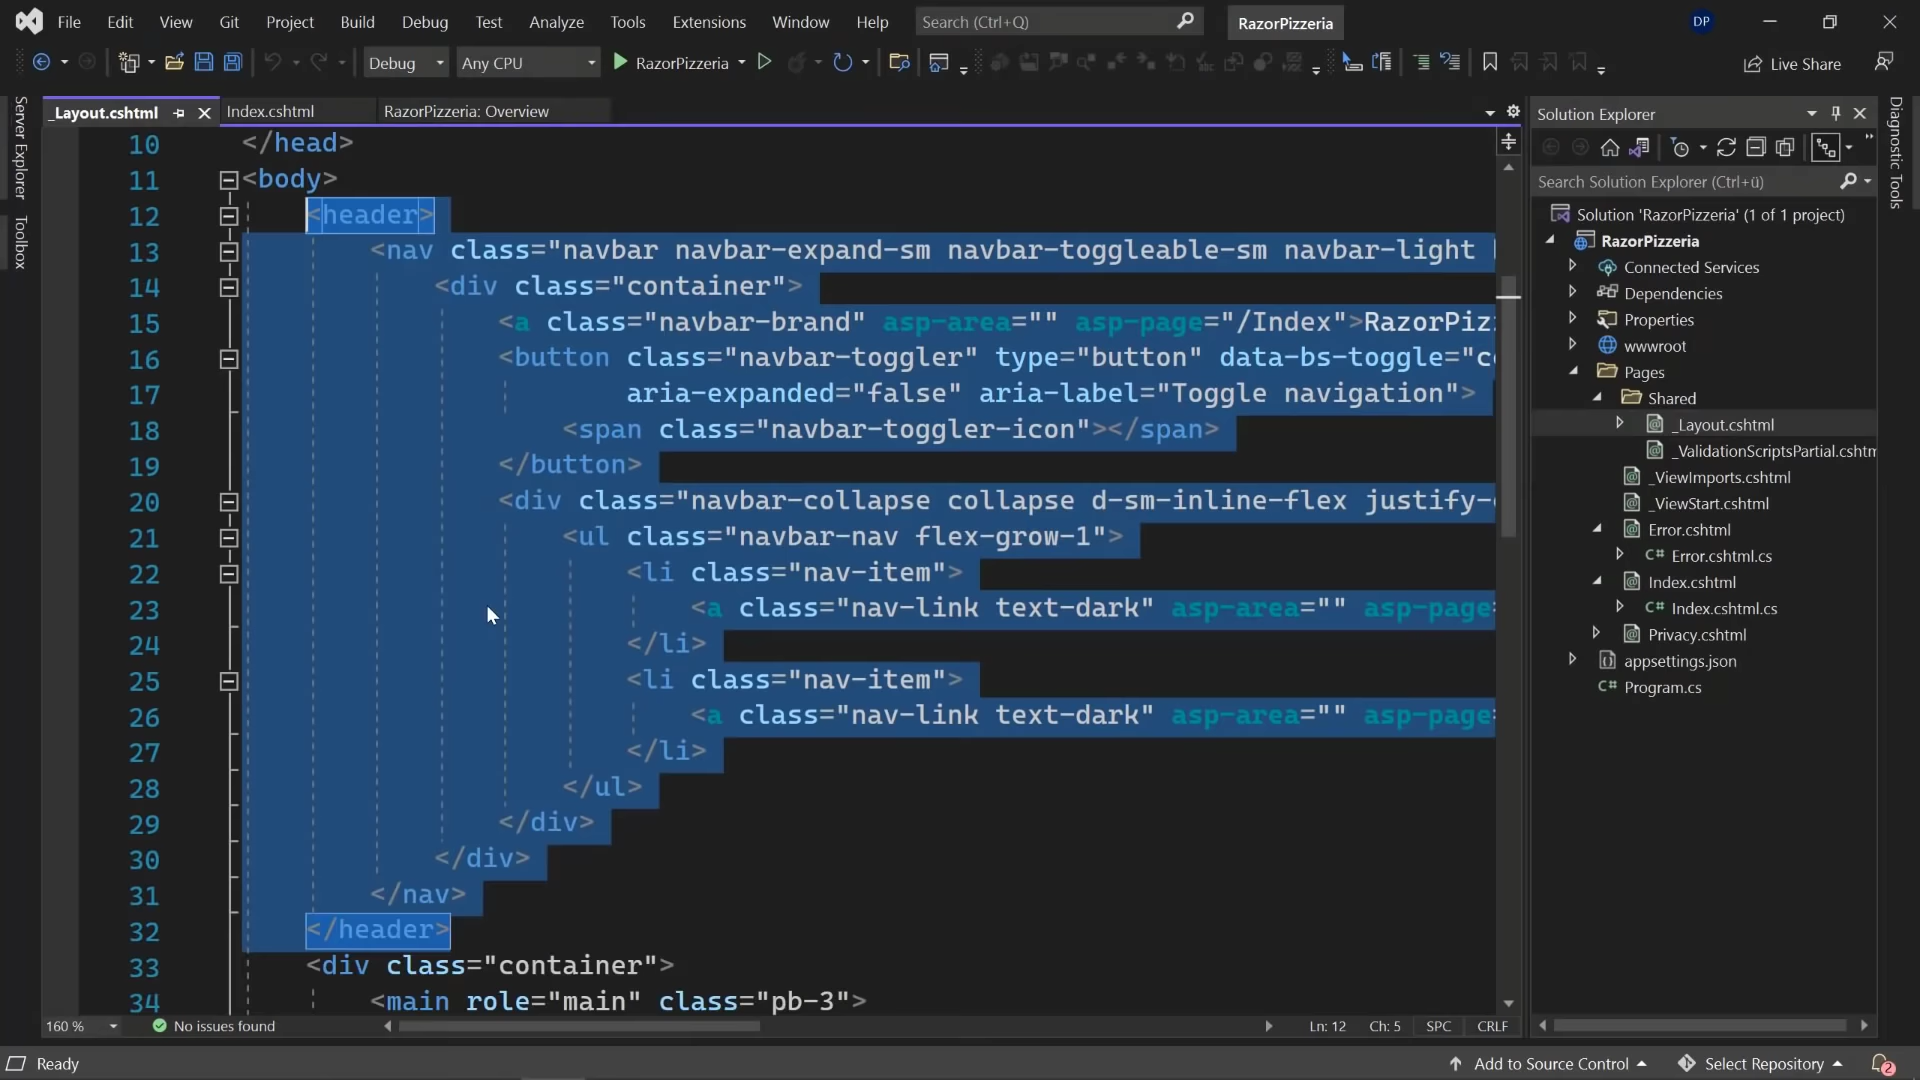 File Edit View Git Project Build Debug Test Analyze Tools Extensions Window Help Search (Ctrl+Q) RazorPizzeria DP
Debug Any CPU RazorPizzeria Live Share
Server Explorer
Toolbox
_Layout.cshtml Index.cshtml RazorPizzeria: Overview
10 </head>
11 <body>
12 <header>
13 <nav class="navbar navbar-expand-sm navbar-toggleable-sm navbar-light
14 <div class="container">
15 <a class="navbar-brand" asp-area="" asp-page="/Index">RazorPiz
16 <button class="navbar-toggler" type="button" data-bs-toggle="c
17 aria-expanded="false" aria-label="Toggle navigation">
18 <span class="navbar-toggler-icon"></span>
19 </button>
20 <div class="navbar-collapse collapse d-sm-inline-flex justify-
21 <ul class="navbar-nav flex-grow-1">
22 <li class="nav-item">
23 <a class="nav-link text-dark" asp-area="" asp-page=
24 </li>
25 <li class="nav-item">
26 <a class="nav-link text-dark" asp-area="" asp-page=
27 </li>
28 </ul>
29 </div>
30 </div>
31 </nav>
32 </header>
33 <div class="container">
34 <main role="main" class="pb-3">
160 % No issues found Ln: 12 Ch: 5 SPC CRLF
Solution Explorer
Search Solution Explorer (Ctrl+ü)
Solution 'RazorPizzeria' (1 of 1 project)
RazorPizzeria
Connected Services
Dependencies
Properties
wwwroot
Pages
Shared
_Layout.cshtml
_ValidationScriptsPartial.cshtm
_ViewImports.cshtml
_ViewStart.cshtml
Error.cshtml
C# Error.cshtml.cs
Index.cshtml
C# Index.cshtml.cs
Privacy.cshtml
appsettings.json
C# Program.cs
Diagnostic Tools
Ready Add to Source Control Select Repository 2